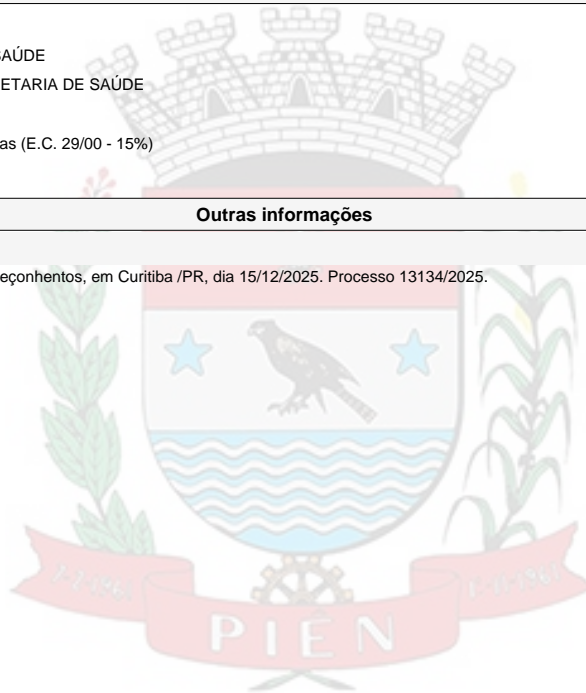 SAÚDE
ETARIA DE SAÚDE
as (E.C. 29/00 - 15%)
Outras informações
eçonhentos, em Curitiba /PR, dia 15/12/2025. Processo 13134/2025.
PIÊN